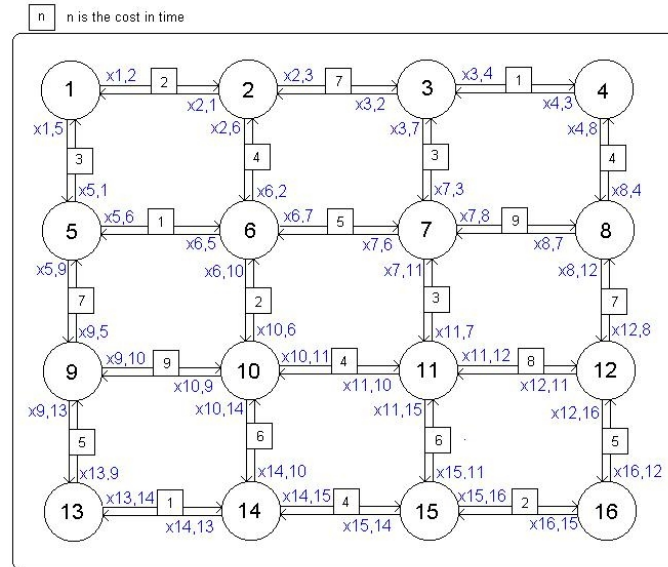 n n is the cost in time
1 x1,2 2 x2,1 2 x2,3 7 x3,2 3 x3,4 1 x4,3 4
x1,5 x2,6 x3,7 x4,8
3 4 3 4
x5,1 x6,2 x7,3 x8,4
5 x5,6 1 x6,5 6 x6,7 5 x7,6 7 x7,8 9 x8,7 8
x5,9 x6,10 x7,11 x8,12
7 2 3 7
x9,5 x10,6 x11,7 x12,8
9 x9,10 9 x10,9 10 x10,11 4 x11,10 11 x11,12 8 x12,11 12
x9,13 x10,14 x11,15 x12,16
5 6 6 5
x13,9 x14,10 x15,11 x16,12
13 x13,14 1 x14,13 14 x14,15 4 x15,14 15 x15,16 2 x16,15 16